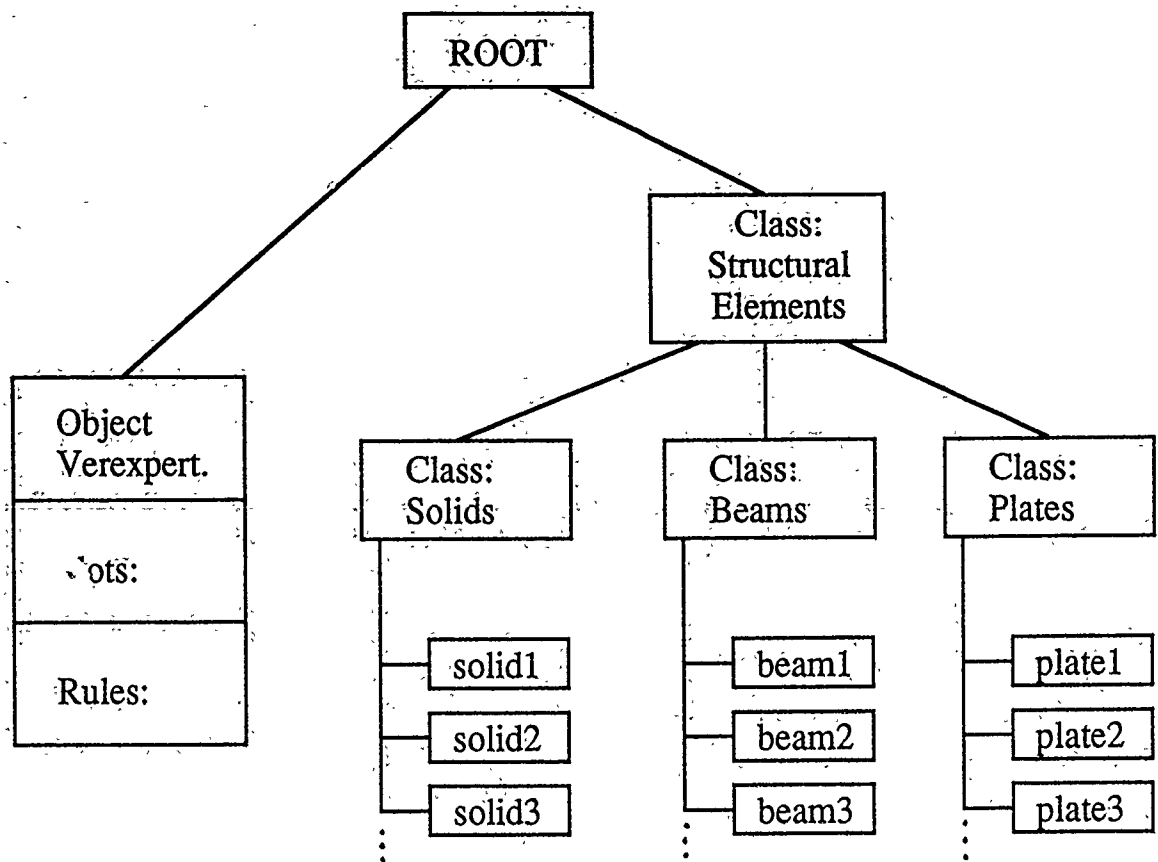 ROOT
Class:
Structural
Elements
Object
Verexpert.
Rules:
Class:
Solids
Class:
Beams
Class:
Plates
solid1
beam1
plate1
solid2
beam2
plate2
solid3
beam3
plate3